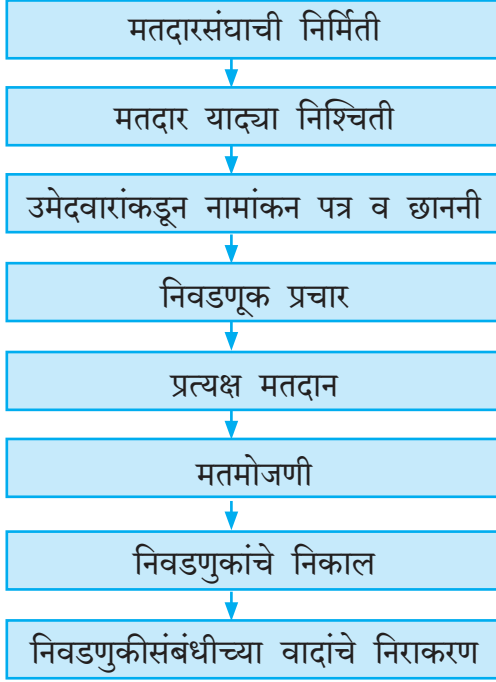 मतदारसंघाची निर्मिती
मतदार याद्या निश्चिती
उमेदवारांकडून नामांकन पत्र व छाननी
निवडणूक प्रचार
प्रत्यक्ष मतदान
मतमोजणी
निवडणुकांचे निकाल
निवडणुकीसंबंधीच्या वादांचे निराकरण